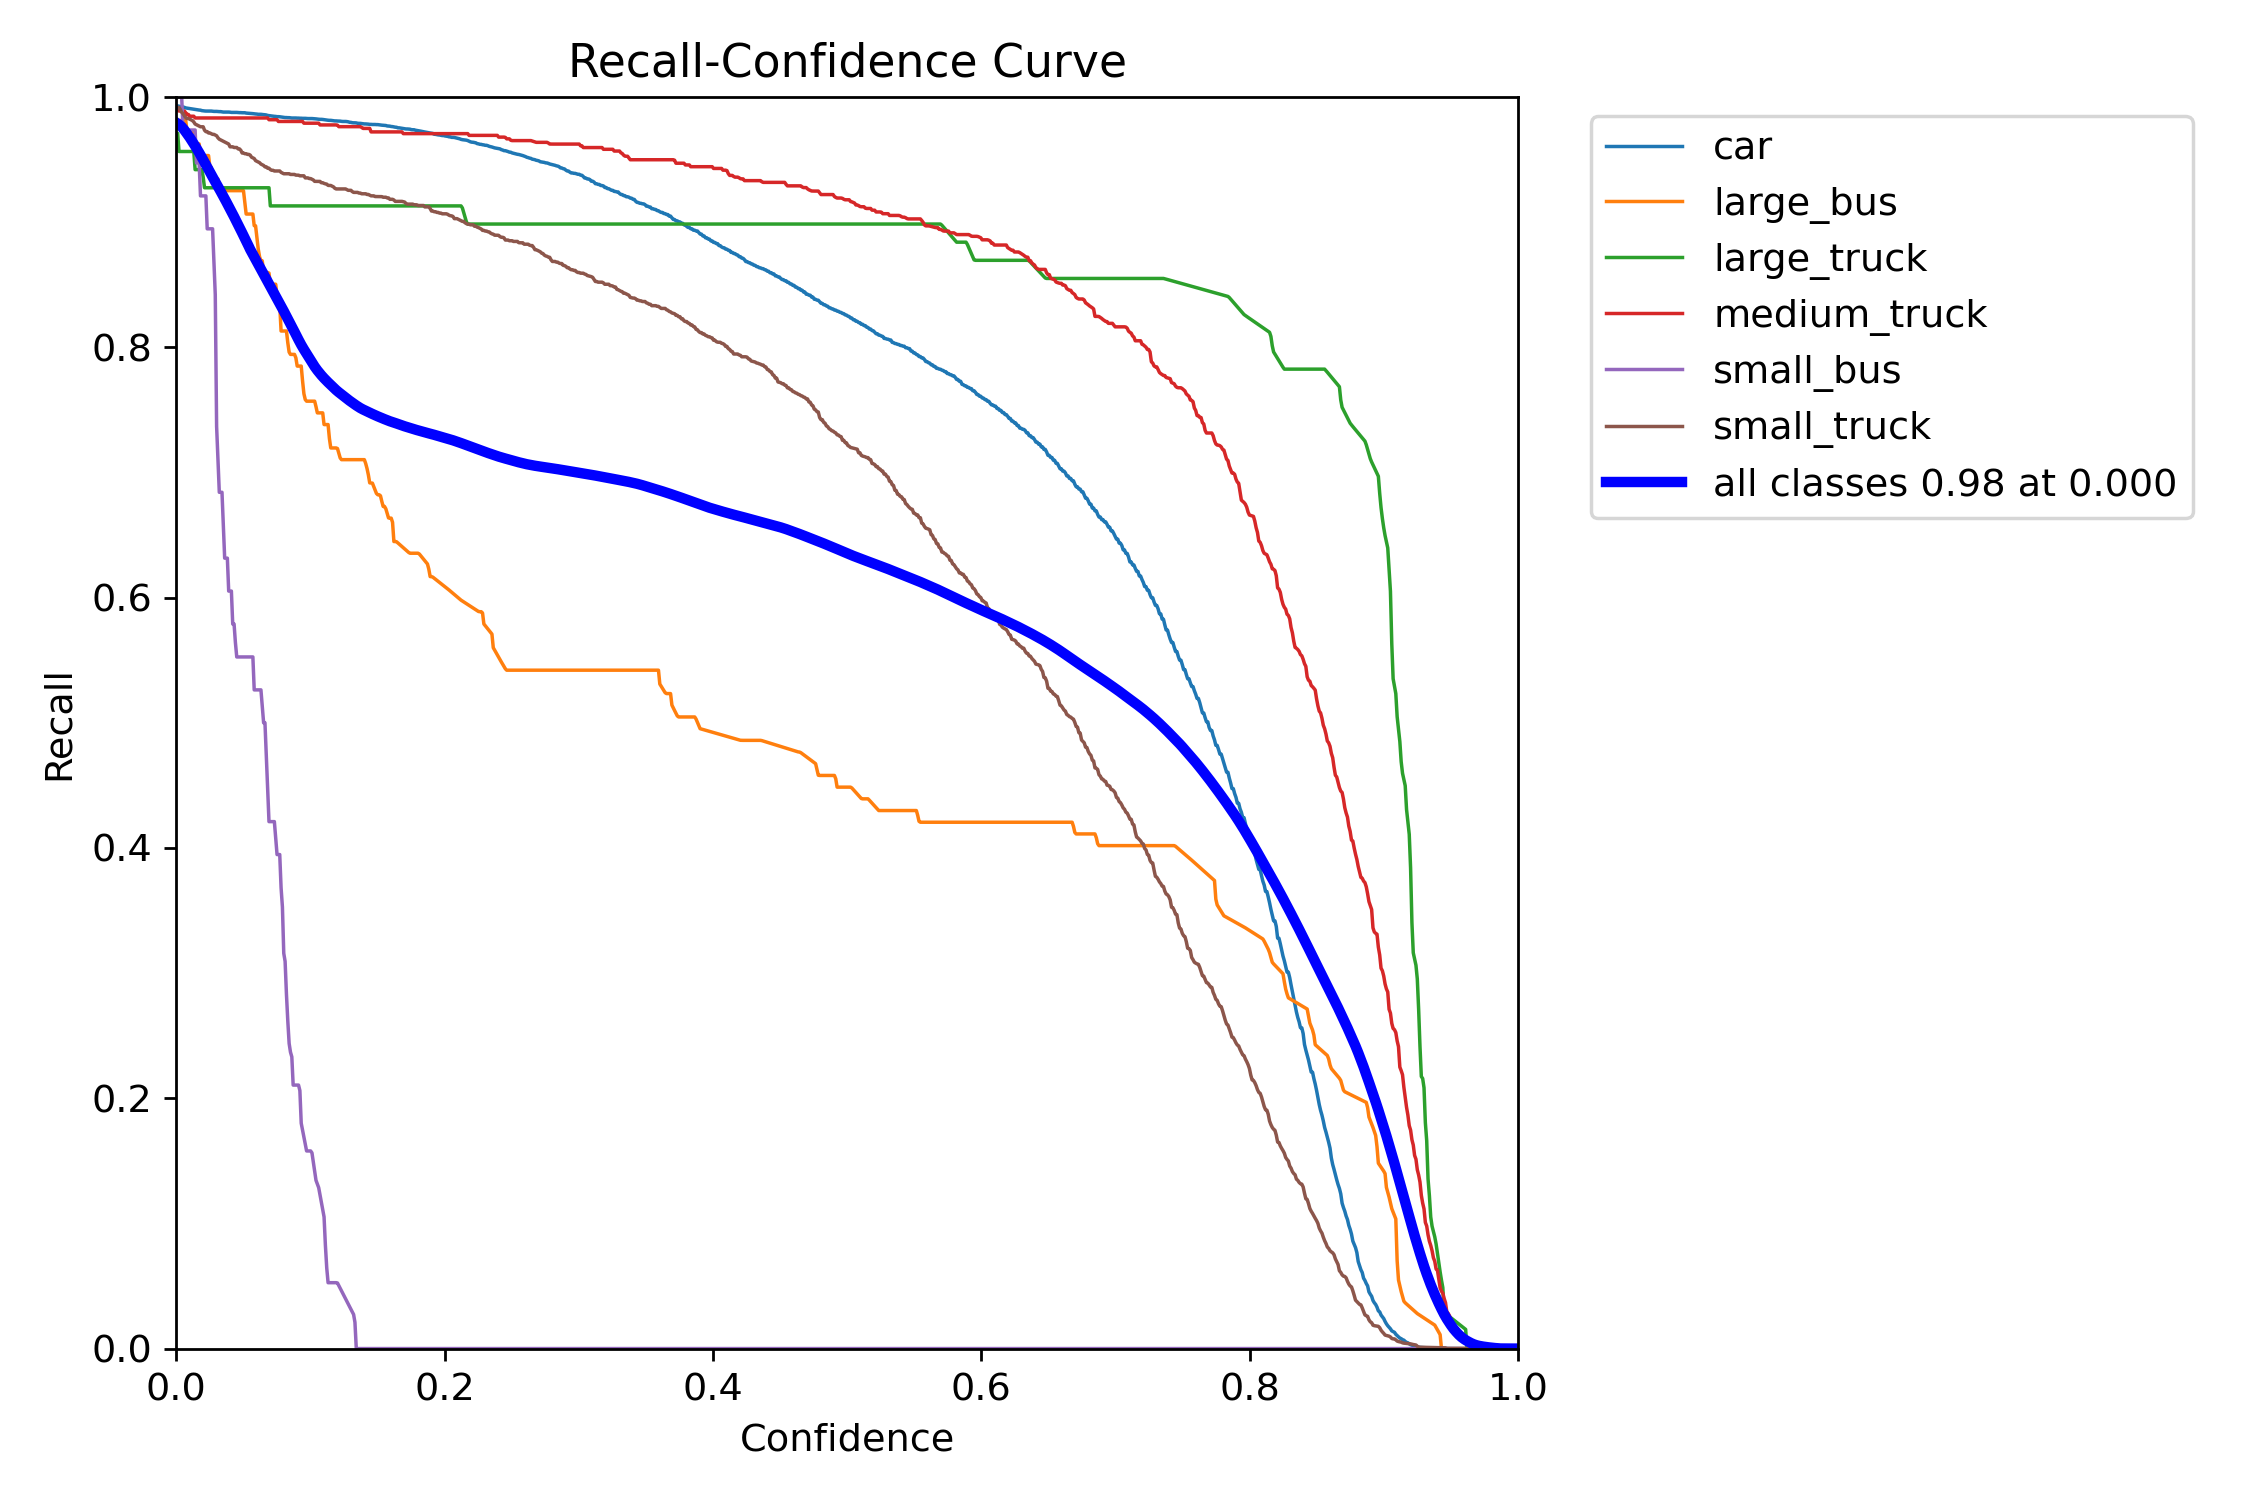 Recall-Confidence Curve
1.0
0.8
0.6
0.4
0.2
0.0
Recall
0.0 0.2 0.4 0.6 0.8 1.0
Confidence
car
large_bus
large_truck
medium_truck
small_bus
small_truck
all classes 0.98 at 0.000